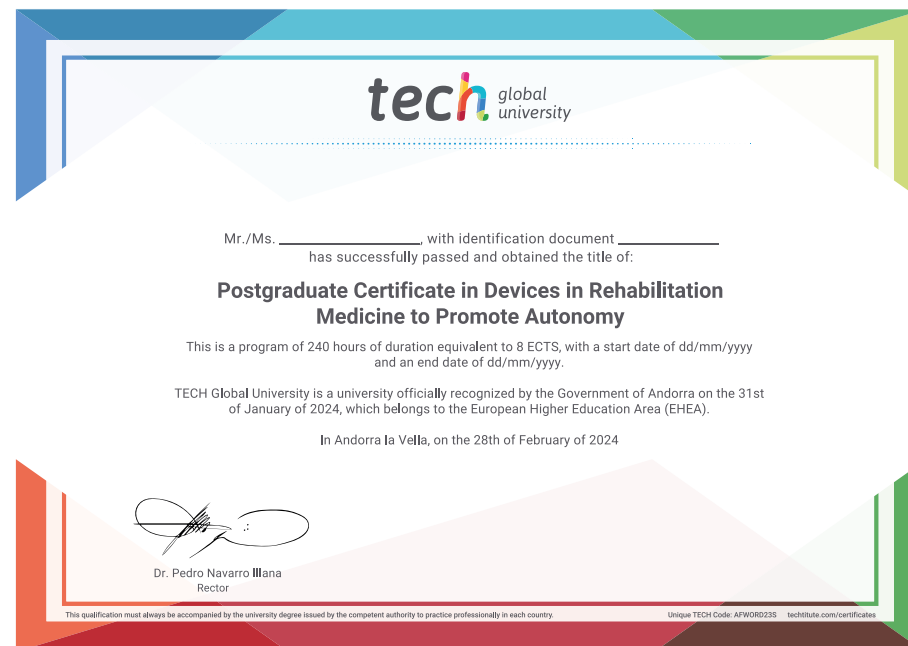 tech global university
Mr./Ms. ____________________, with identification document ______________
has successfully passed and obtained the title of:
Postgraduate Certificate in Devices in Rehabilitation
Medicine to Promote Autonomy
This is a program of 240 hours of duration equivalent to 8 ECTS, with a start date of dd/mm/yyyy
and an end date of dd/mm/yyyy.
TECH Global University is a university officially recognized by the Government of Andorra on the 31st
of January of 2024, which belongs to the European Higher Education Area (EHEA).
In Andorra la Vella, on the 28th of February of 2024
Dr. Pedro Navarro Illana
Rector
This qualification must always be accompanied by the university degree issued by the competent authority to practice professionally in each country.
Unique TECH Code: AFWORD23S techtitute.com/certificates